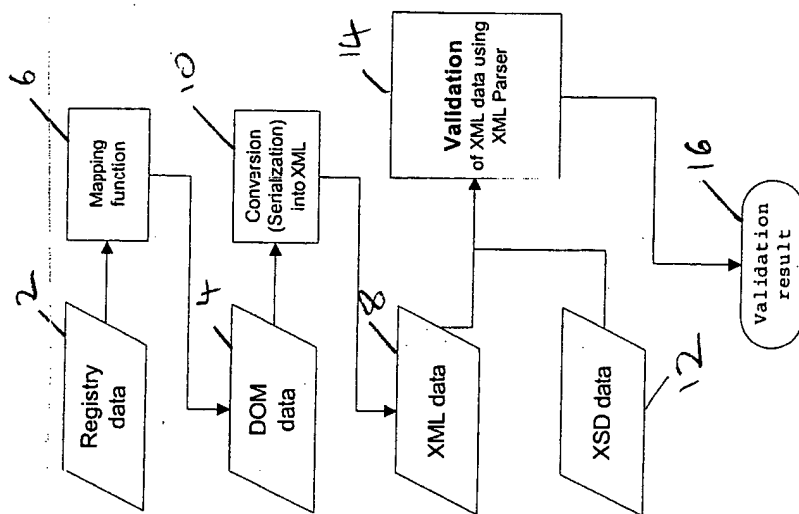 2
Registry
data
6
Mapping
function
4
DOM
data
10
Conversion
(Serialization)
into XML
8
XML data
14
Validation
of XML data using
XML Parser
12
XSD data
16
Validation
result